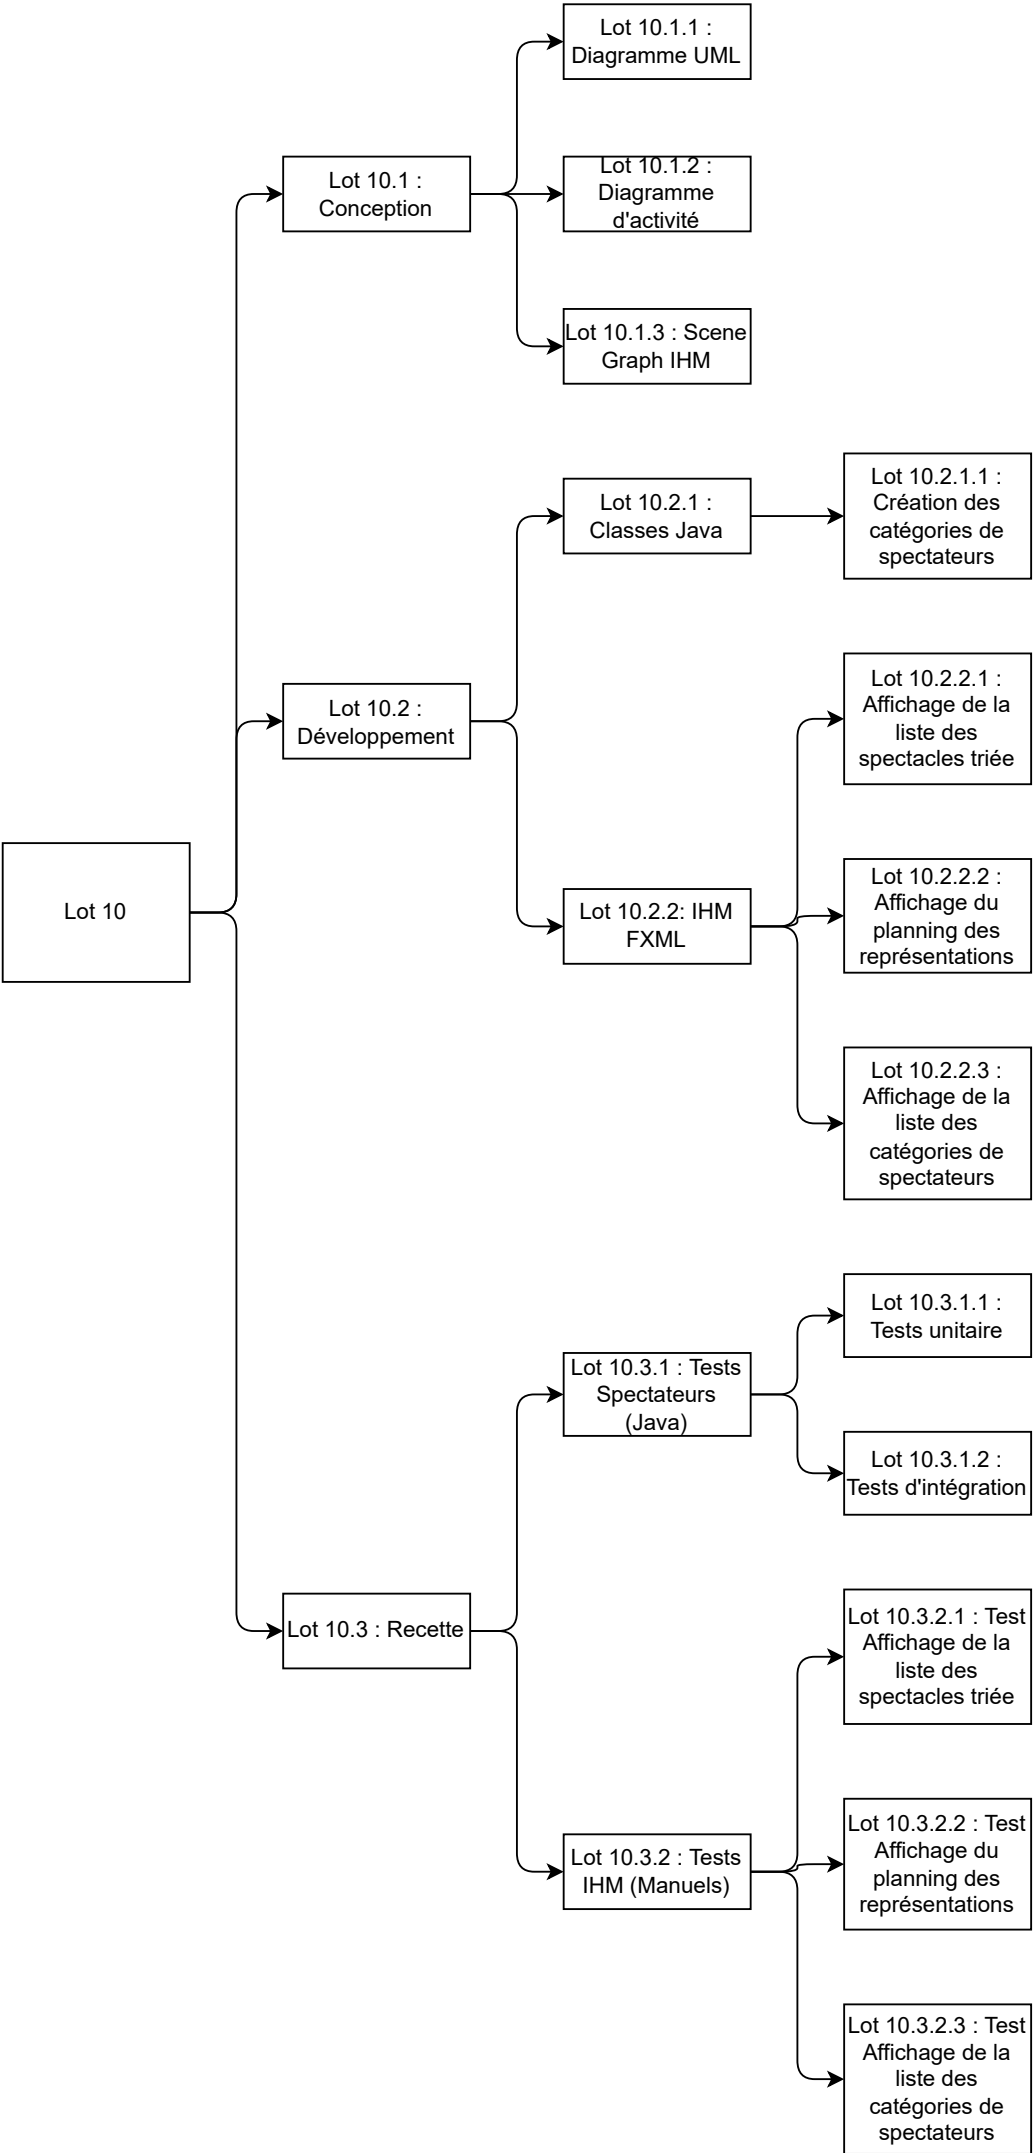 Lot 10.1.1 :
Diagramme UML
Lot 10.1 :
Conception
Lot 10.1.2 :
Diagramme
d'activité
Lot 10.1.3 : Scene
Graph IHM
Lot 10.2.1 :
Classes Java
Lot 10.2.1.1 :
Création des
catégories de
spectateurs
Lot 10.2 :
Développement
Lot 10.2.2.1 :
Affichage de la
liste des
spectacles triée
Lot 10
Lot 10.2.2: IHM
FXML
Lot 10.2.2.2 :
Affichage du
planning des
représentations
Lot 10.2.2.3 :
Affichage de la
liste des
catégories de
spectateurs
Lot 10.3.1.1 :
Tests unitaire
Lot 10.3.1 : Tests
Spectateurs
(Java)
Lot 10.3.1.2 :
Tests d'intégration
Lot 10.3 : Recette
Lot 10.3.2.1 : Test
Affichage de la
liste des
spectacles triée
Lot 10.3.2 : Tests
IHM (Manuels)
Lot 10.3.2.2 : Test
Affichage du
planning des
représentations
Lot 10.3.2.3 : Test
Affichage de la
liste des
catégories de
spectateurs